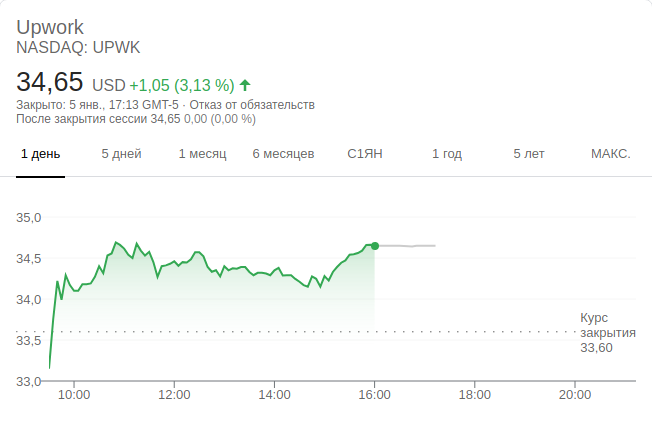 Upwork
NASDAQ: UPWK
34,65 USD +1,05 (3,13 %)
Закрыто: 5 янв., 17:13 GMT-5 · Отказ от обязательств
После закрытия сессии 34,65 0,00 (0,00 %)
1 день 5 дней 1 месяц 6 месяцев С1ЯН 1 год 5 лет МАКС.
35,0
34,5
34,0
Курс
закрытия
33,5
33,60
33,0
10:00 12:00 14:00 16:00 18:00 20:00